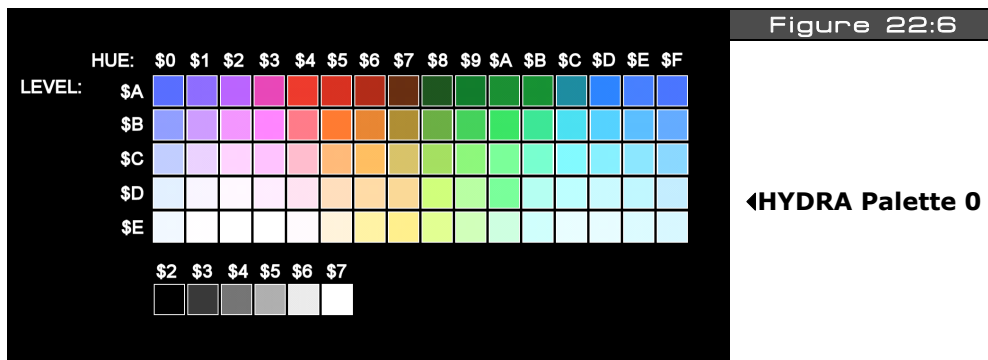 Figure 22:6
HUE: $0 $1 $2 $3 $4 $5 $6 $7 $8 $9 $A $B $C $D $E $F
LEVEL: $A
$B
$C
$D
$E
HYDRA Palette 0
$2 $3 $4 $5 $6 $7